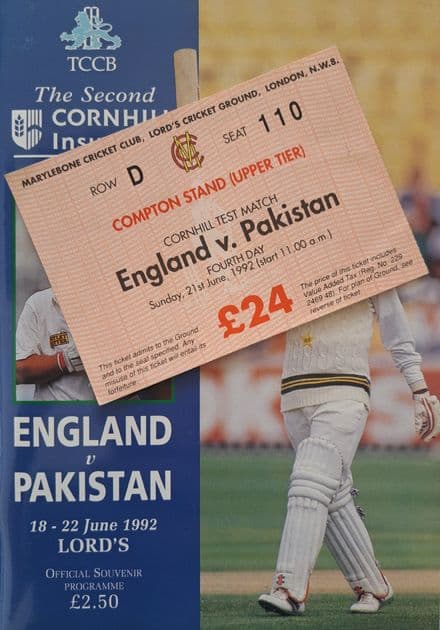 TCCB
The Second
CORNHILL
Insu
MARYLEBONE CRICKET CLUB, LORD'S CRICKET GROUND, LONDON, N.W.8.
ROW D SEAT 110
COMPTON STAND (UPPER TIER)
CORNHILL TEST MATCH
England v. Pakistan
FOURTH DAY
Sunday, 21st June, 1992 (start 11.00 a.m.)
£24
This ticket admits to the Ground
and to the seat specified. Any
misuse of this ticket will entail its
forfeiture
The price of this ticket includes
Value Added Tax (Reg. No 229
2469 48). For plan of Ground, see
reverse of ticket.
ENGLAND
v
PAKISTAN
18 - 22 June 1992
LORD'S
OFFICIAL SOUVENIR
PROGRAMME
£2.50